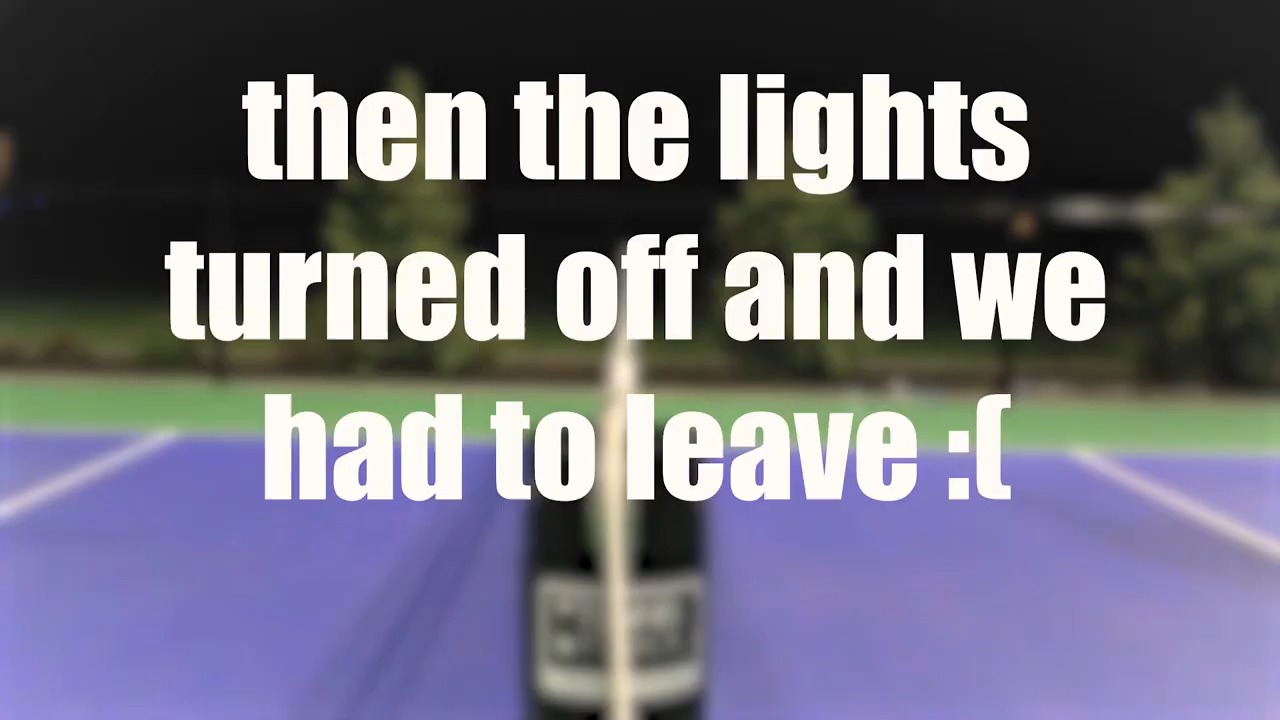 then the lights
turned off and we
had to leave :(